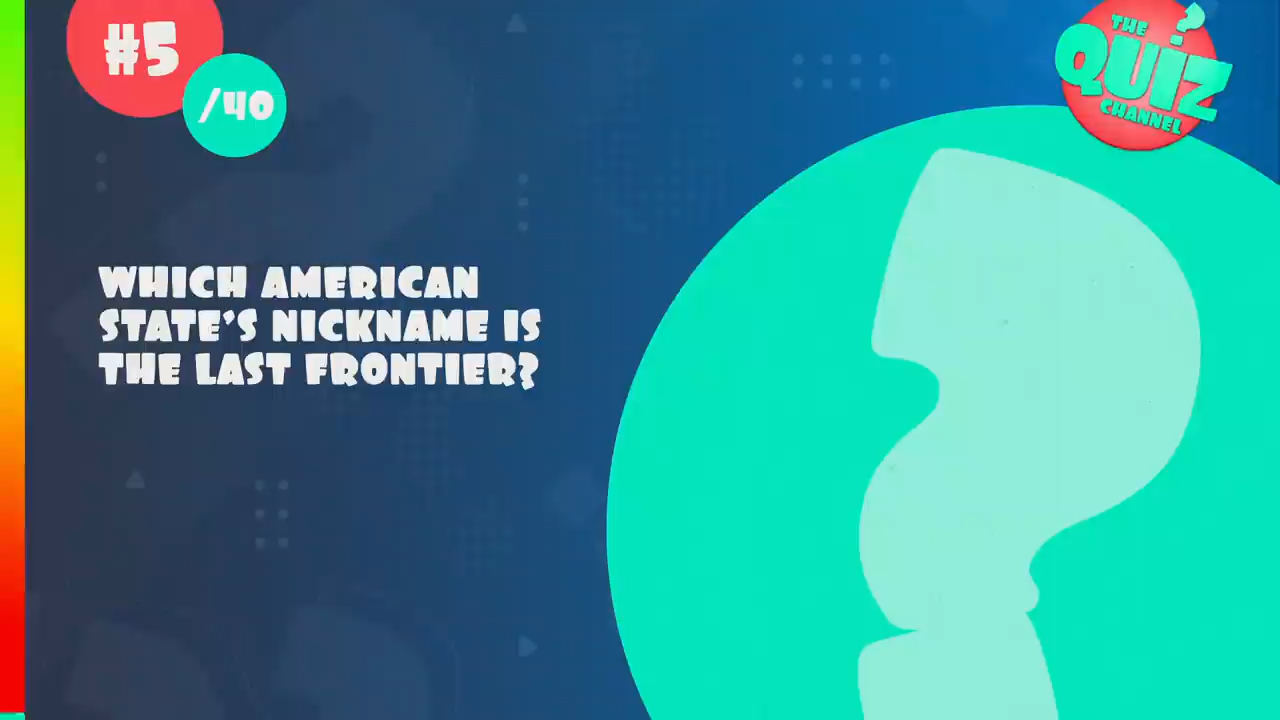 #5
/40
THE
QUIZ
CHANNEL
WHICH AMERICAN
STATE'S NICKNAME IS
THE LAST FRONTIER?